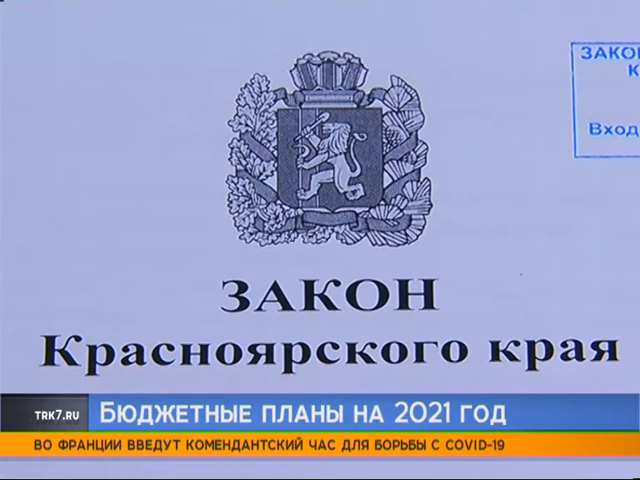 ЗАКОН
Красноярского края
Вход
TRK7.RU
БЮДЖЕТНЫЕ ПЛАНЫ НА 2021 ГОД
ВО ФРАНЦИИ ВВЕДУТ КОМЕНДАНТСКИЙ ЧАС ДЛЯ БОРЬБЫ С COVID-19